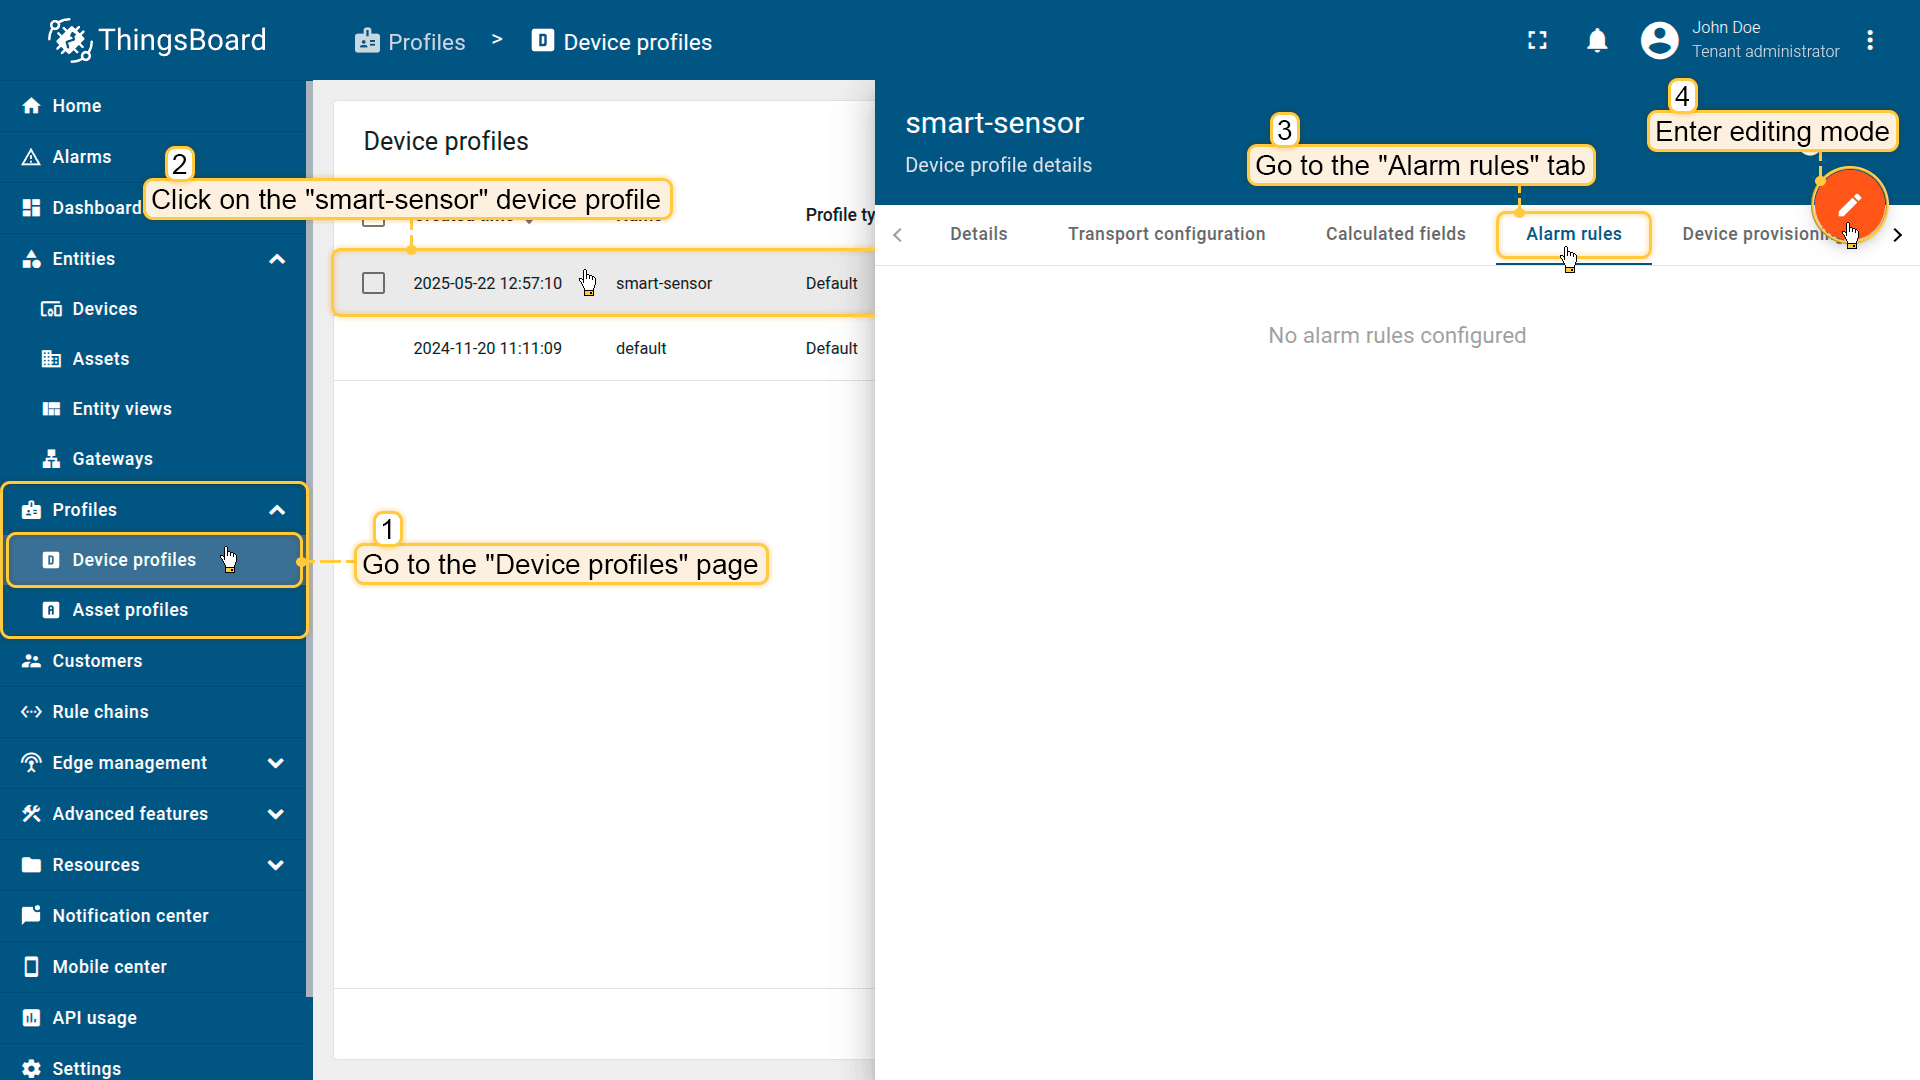 ThingsBoard
Profiles > Device profiles
John Doe
Tenant administrator
Home
Alarms
Dashboard
Entities
Devices
Assets
Entity views
Gateways
Profiles
Device profiles
Asset profiles
Customers
Rule chains
Edge management
Advanced features
Resources
Notification center
Mobile center
API usage
Settings
Device profiles
2
Click on the "smart-sensor" device profile
Profile ty
2025-05-22 12:57:10 smart-sensor Default
2024-11-20 11:11:09 default Default
1
Go to the "Device profiles" page
smart-sensor
Device profile details
3
Go to the "Alarm rules" tab
4
Enter editing mode
Details Transport configuration Calculated fields Alarm rules Device provisionin
No alarm rules configured